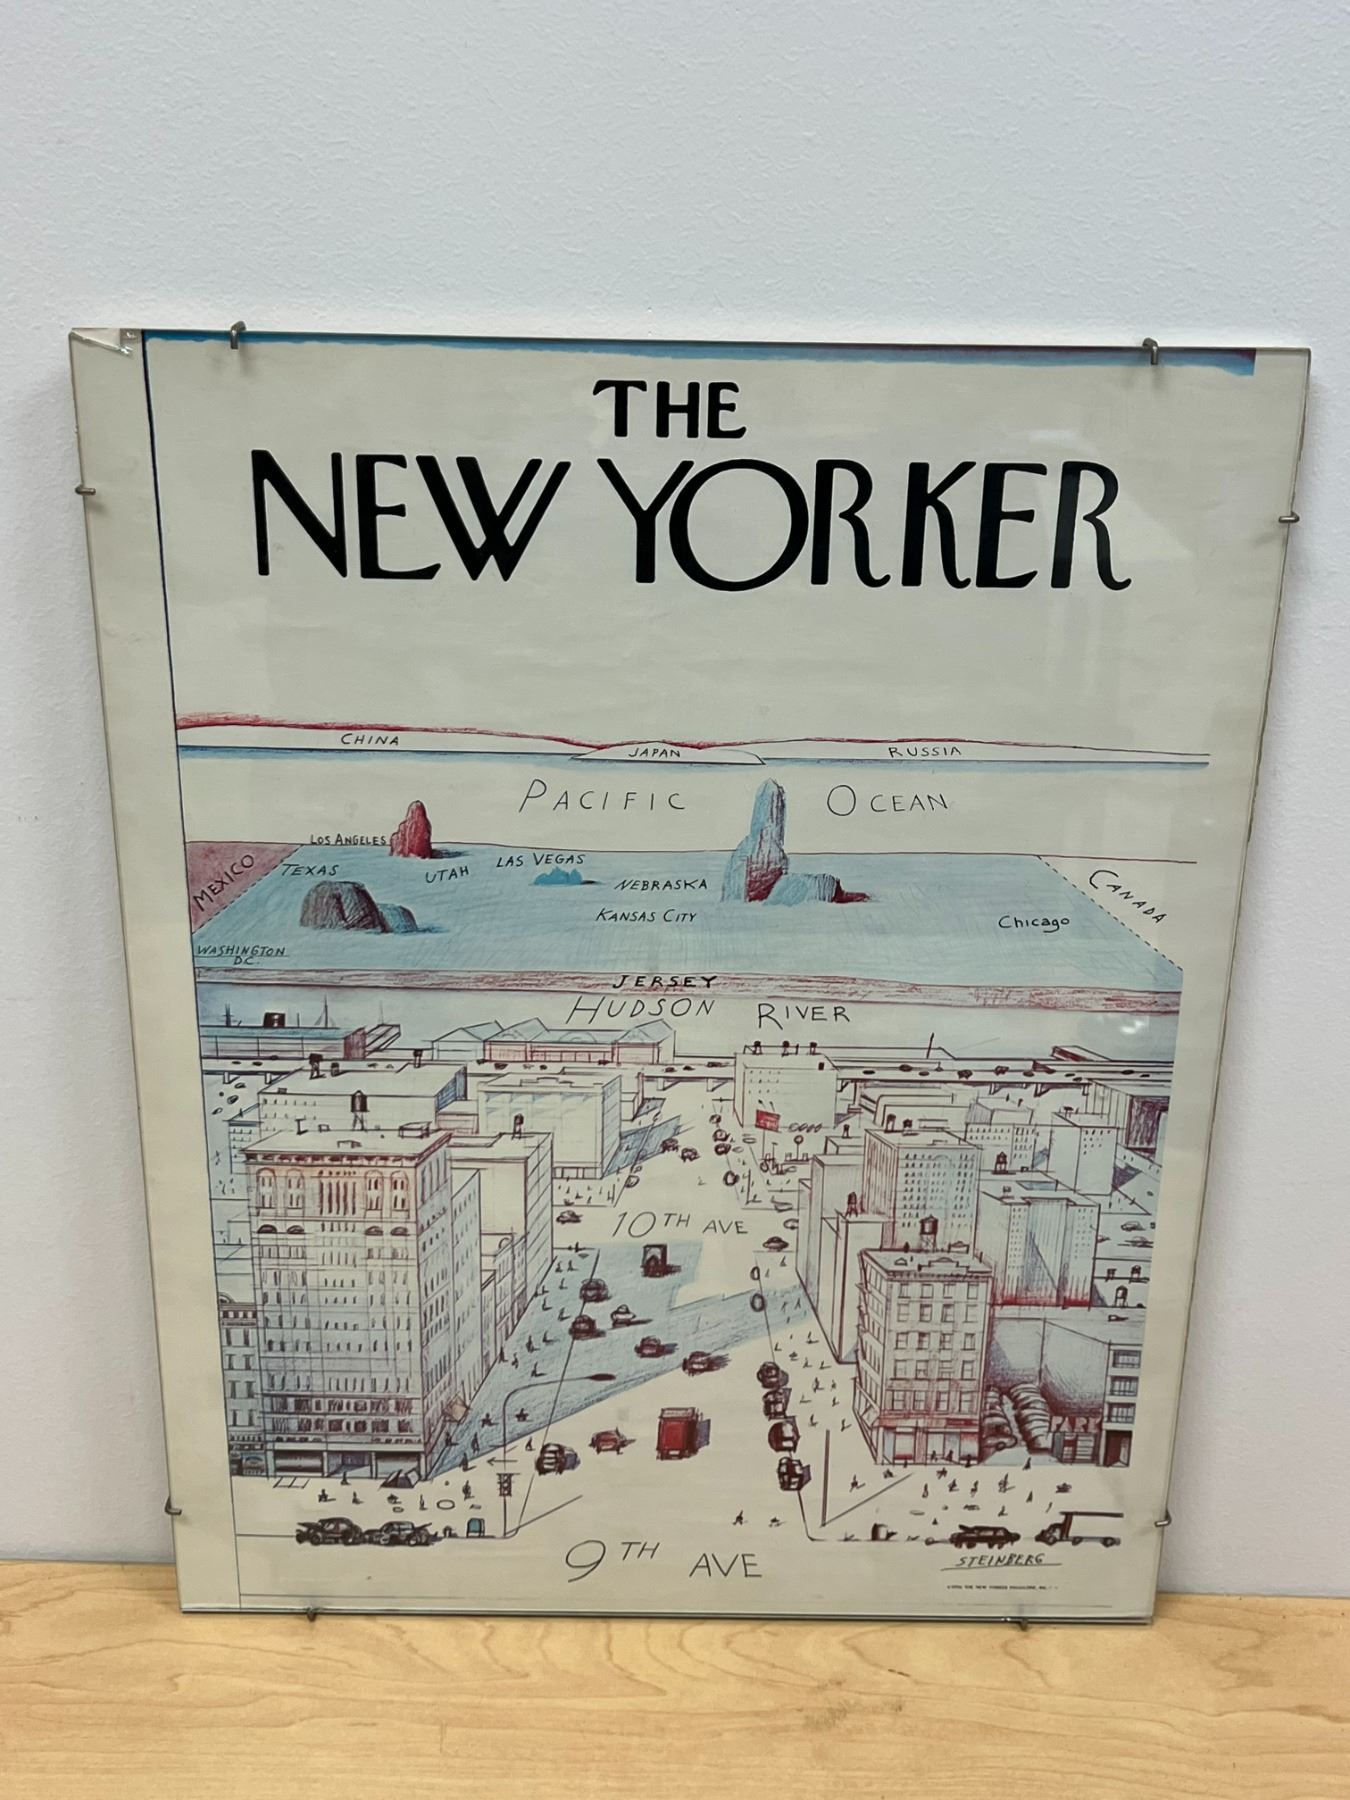 THE
NEW YORKER
CHINA
JAPAN
RUSSIA
PACIFIC OCEAN
LOS ANGELES
MEXICO
TEXAS
UTAH
LAS VEGAS
NEBRASKA
CANADA
KANSAS CITY
Chicago
WASHINGTON
D.C.
JERSEY
HUDSON RIVER
10TH AVE
PARK
9TH AVE
STEINBERG